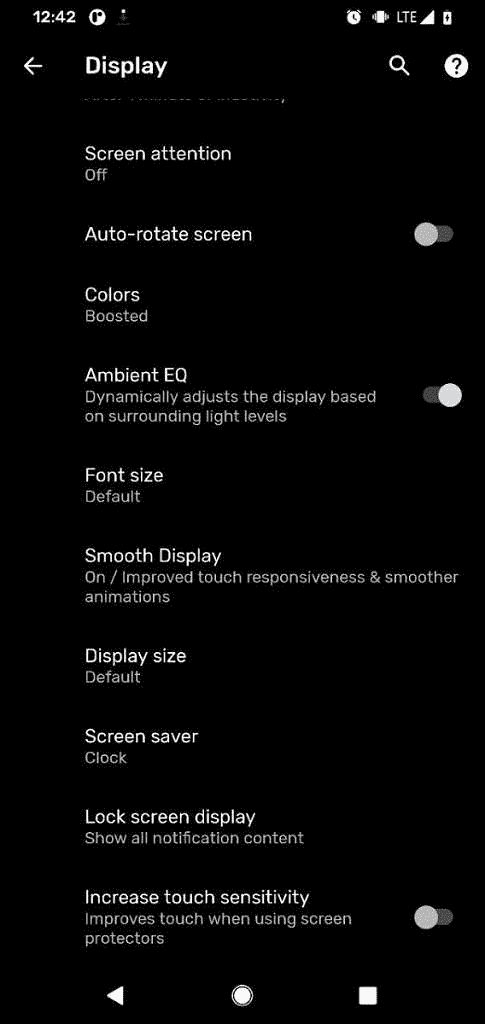 12:42
LTE
Display
Screen attention
Off
Auto-rotate screen
Colors
Boosted
Ambient EQ
Dynamically adjusts the display based
on surrounding light levels
Font size
Default
Smooth Display
On / Improved touch responsiveness & smoother
animations
Display size
Default
Screen saver
Clock
Lock screen display
Show all notification content
Increase touch sensitivity
Improves touch when using screen
protectors